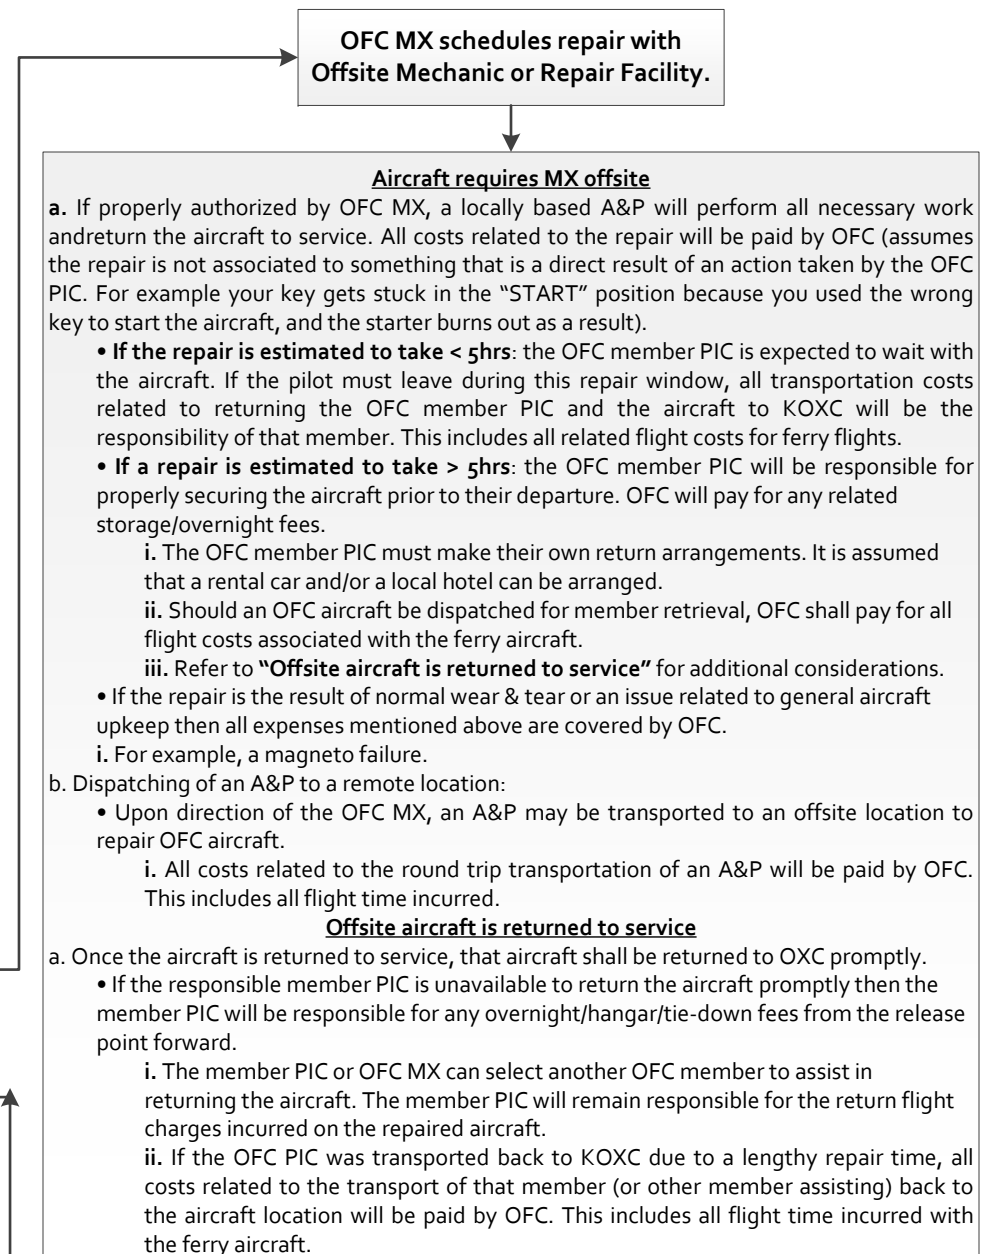 OFC MX schedules repair with
Offsite Mechanic or Repair Facility.
Aircraft requires MX offsite
a. If properly authorized by OFC MX, a locally based A&P will perform all necessary work
andreturn the aircraft to service. All costs related to the repair will be paid by OFC (assumes
the repair is not associated to something that is a direct result of an action taken by the OFC
PIC. For example your key gets stuck in the “START” position because you used the wrong
key to start the aircraft, and the starter burns out as a result).
• If the repair is estimated to take < 5hrs: the OFC member PIC is expected to wait with
the aircraft. If the pilot must leave during this repair window, all transportation costs
related to returning the OFC member PIC and the aircraft to KOXC will be the
responsibility of that member. This includes all related flight costs for ferry flights.
• If a repair is estimated to take > 5hrs: the OFC member PIC will be responsible for
properly securing the aircraft prior to their departure. OFC will pay for any related
storage/overnight fees.
i. The OFC member PIC must make their own return arrangements. It is assumed
that a rental car and/or a local hotel can be arranged.
ii. Should an OFC aircraft be dispatched for member retrieval, OFC shall pay for all
flight costs associated with the ferry aircraft.
iii. Refer to “Offsite aircraft is returned to service” for additional considerations.
• If the repair is the result of normal wear & tear or an issue related to general aircraft
upkeep then all expenses mentioned above are covered by OFC.
i. For example, a magneto failure.
b. Dispatching of an A&P to a remote location:
• Upon direction of the OFC MX, an A&P may be transported to an offsite location to
repair OFC aircraft.
i. All costs related to the round trip transportation of an A&P will be paid by OFC.
This includes all flight time incurred.
Offsite aircraft is returned to service
a. Once the aircraft is returned to service, that aircraft shall be returned to OXC promptly.
• If the responsible member PIC is unavailable to return the aircraft promptly then the
member PIC will be responsible for any overnight/hangar/tie-down fees from the release
point forward.
i. The member PIC or OFC MX can select another OFC member to assist in
returning the aircraft. The member PIC will remain responsible for the return flight
charges incurred on the repaired aircraft.
ii. If the OFC PIC was transported back to KOXC due to a lengthy repair time, all
costs related to the transport of that member (or other member assisting) back to
the aircraft location will be paid by OFC. This includes all flight time incurred with
the ferry aircraft.